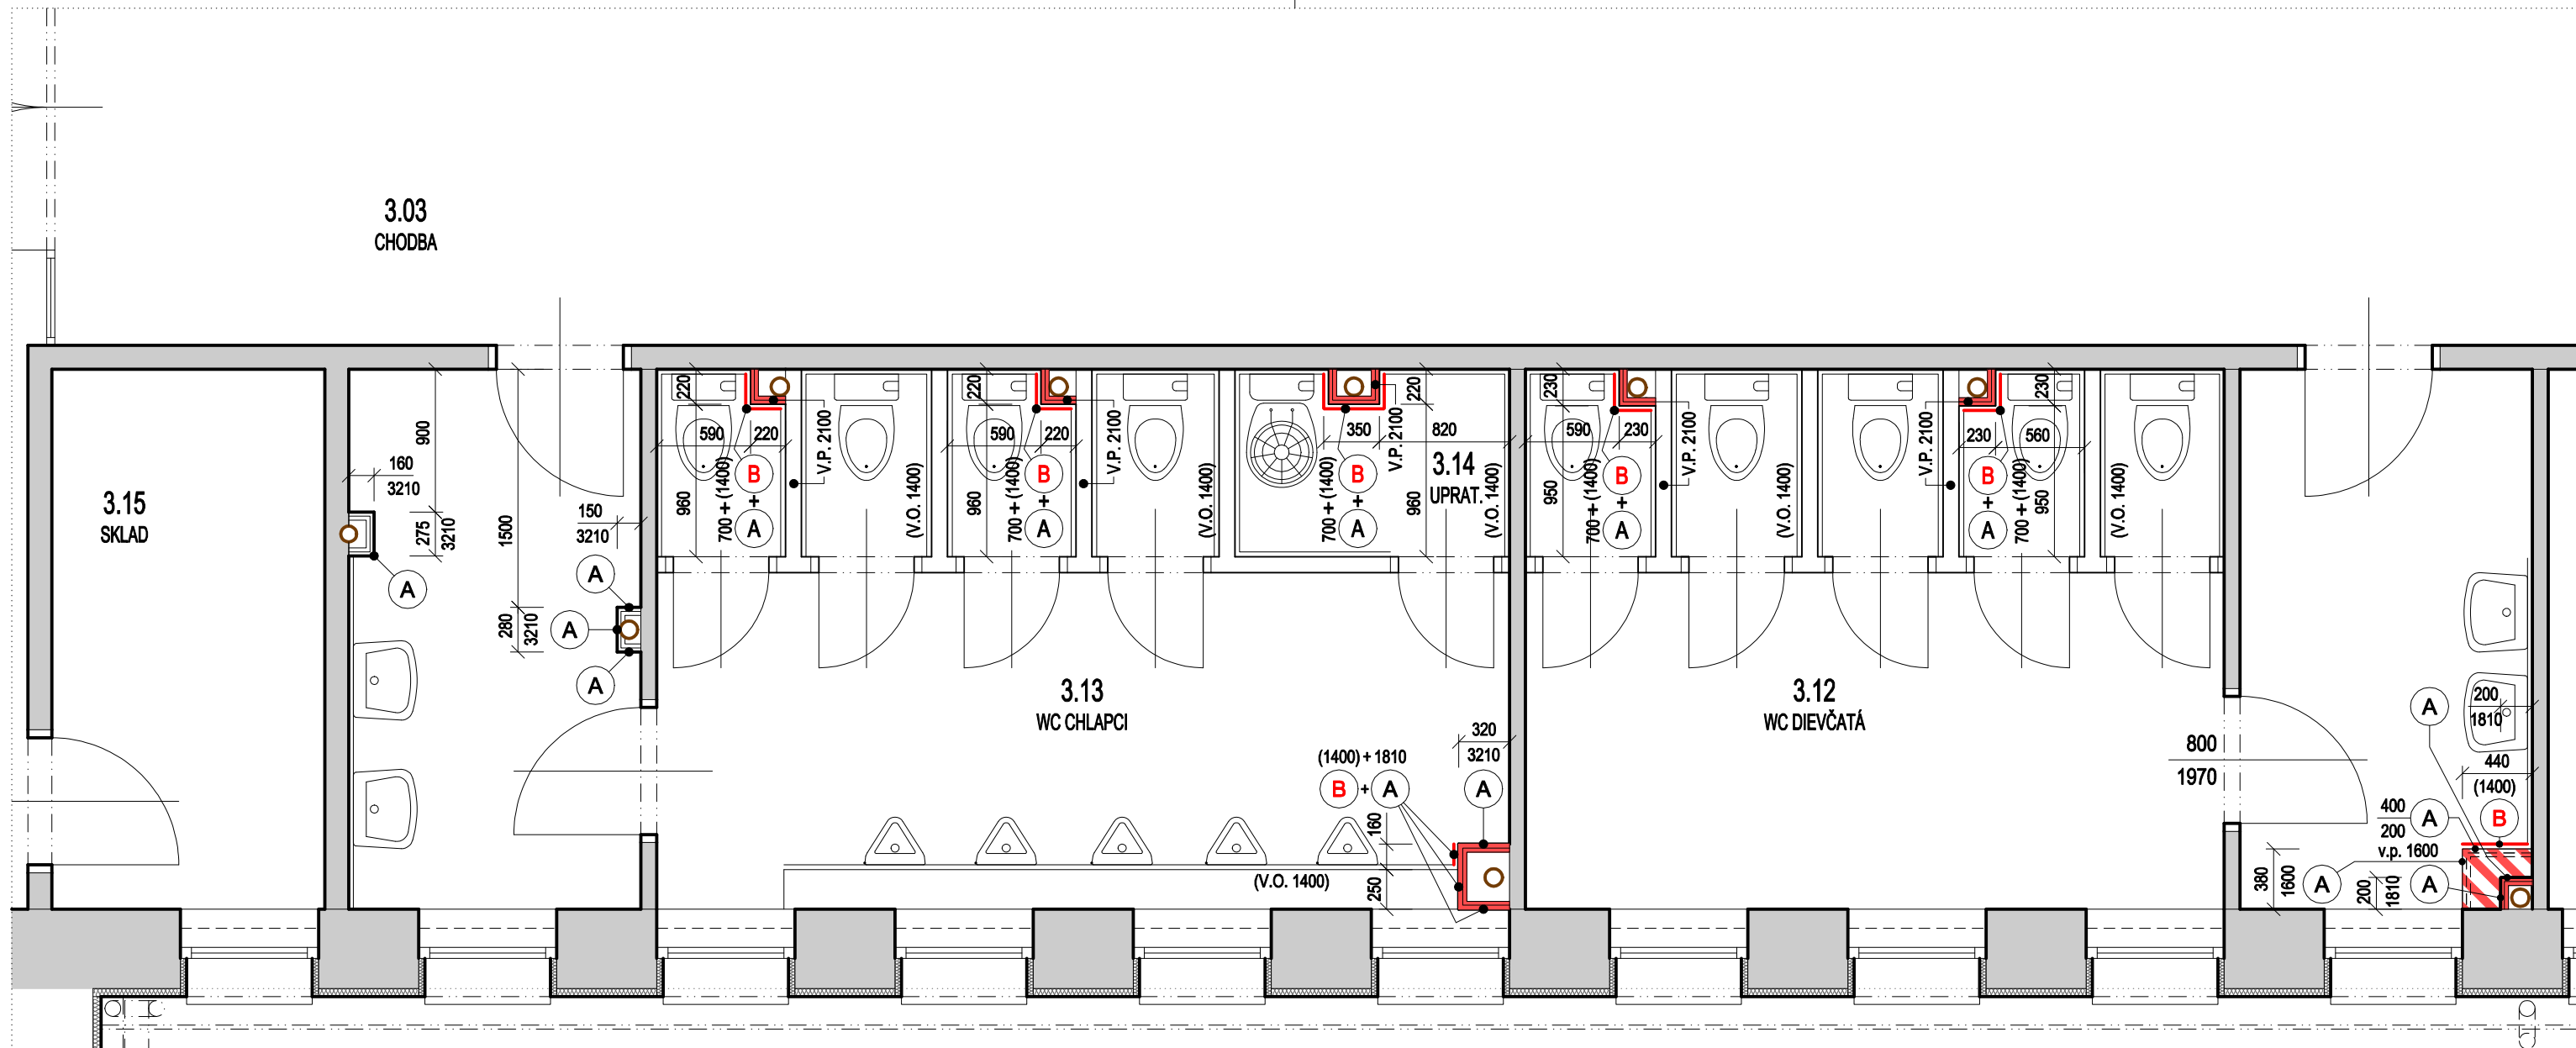 3.03
CHODBA
3.15
SKLAD
900
160
3210
275
3210
A
1500
150
3210
A
A
A
280
3210
220
590
220
960
700 + (1400)
B
+
A
V.P. 2100
(V.O. 1400)
220
590
220
960
700 + (1400)
B
+
A
V.P. 2100
(V.O. 1400)
220
350
820
700 + (1400)
B
+
A
V.P. 2100
960
3.14
UPRAT.
(V.O. 1400)
230
590
230
950
700 + (1400)
B
+
A
V.P. 2100
(V.O. 1400)
V.P. 2100
230
230
560
B
+
A
700 + (1400)
950
(V.O. 1400)
3.13
WC CHLAPCI
(1400) + 1810
B + A
320
3210
A
160
250
(V.O. 1400)
3.12
WC DIEVČATÁ
800
1970
A
200
1810
440
(1400)
B
400
200
A
v.p. 1600
A
380
1600
200
1810
A